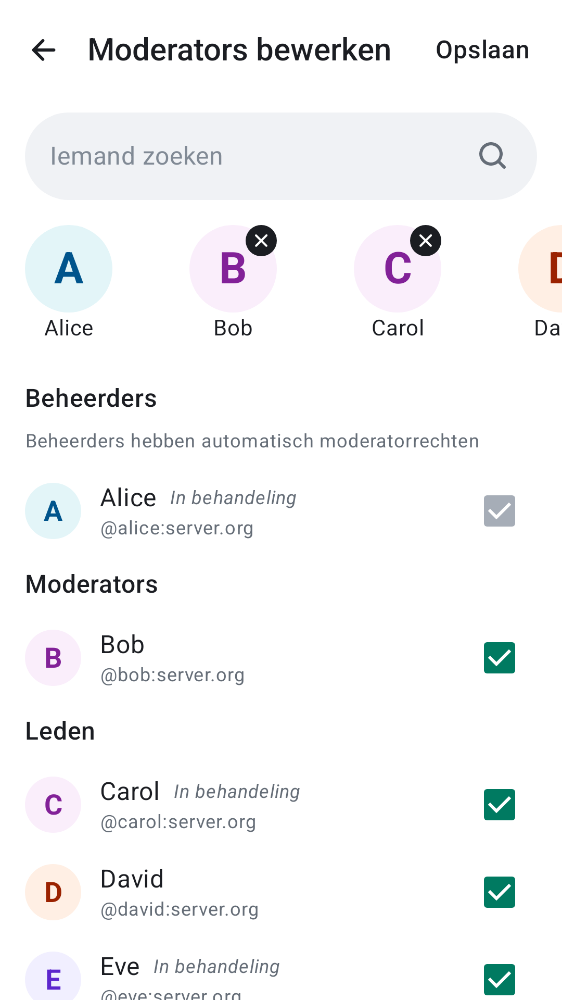 Moderators bewerken Opslaan
Iemand zoeken
A B C D
Alice Bob Carol Da
Beheerders
Beheerders hebben automatisch moderatorrechten
A Alice In behandeling
@alice:server.org
Moderators
B Bob
@bob:server.org
Leden
C Carol In behandeling
@carol:server.org
D David
@david:server.org
E Eve In behandeling
@eve:server.org